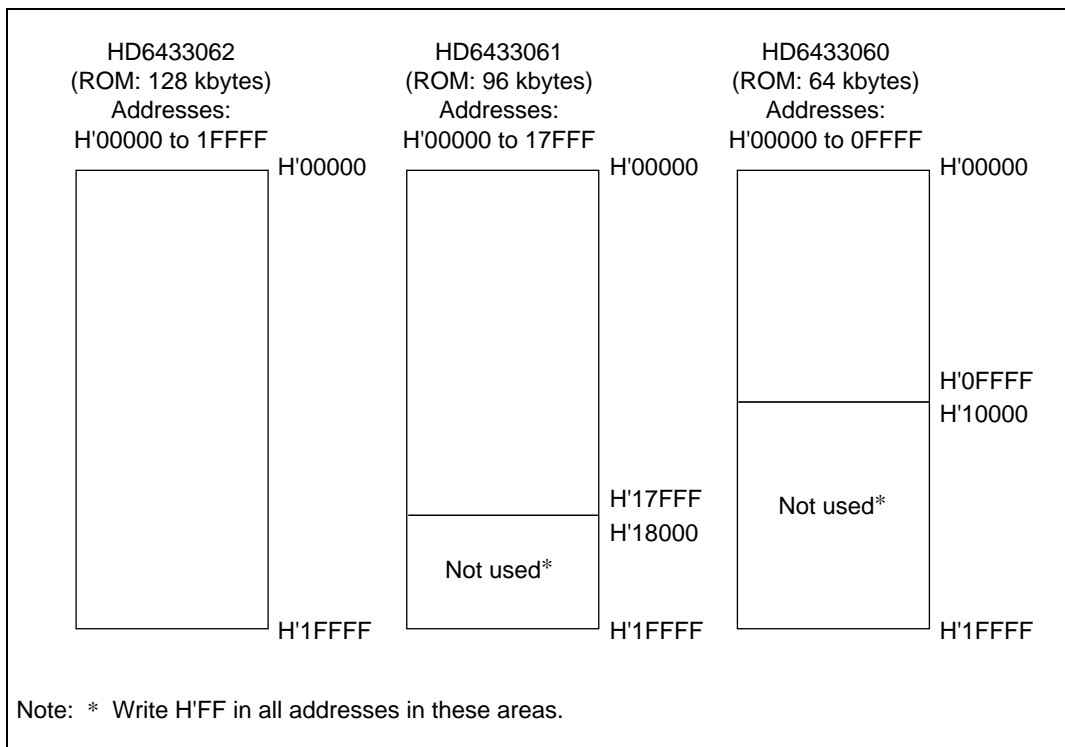 HD6433062
(ROM: 128 kbytes)
Addresses:
H'00000 to 1FFFF
H'00000
H'1FFFF
HD6433061
(ROM: 96 kbytes)
Addresses:
H'00000 to 17FFF
H'00000
H'17FFF
H'18000
Not used*
H'1FFFF
HD6433060
(ROM: 64 kbytes)
Addresses:
H'00000 to 0FFFF
H'00000
H'0FFFF
H'10000
Not used*
H'1FFFF
Note: * Write H'FF in all addresses in these areas.